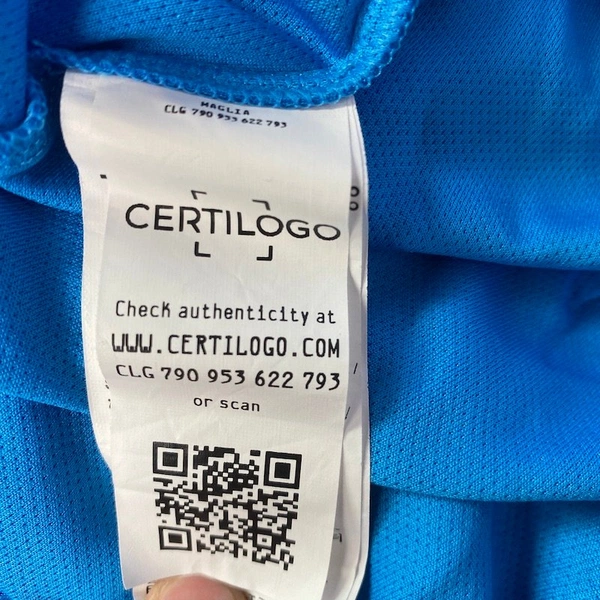 MAGLIA
CLG 790 953 622 793
CERTILOGO
Check authenticity at
WWW.CERTILOGO.COM
CLG 790 953 622 793
or scan